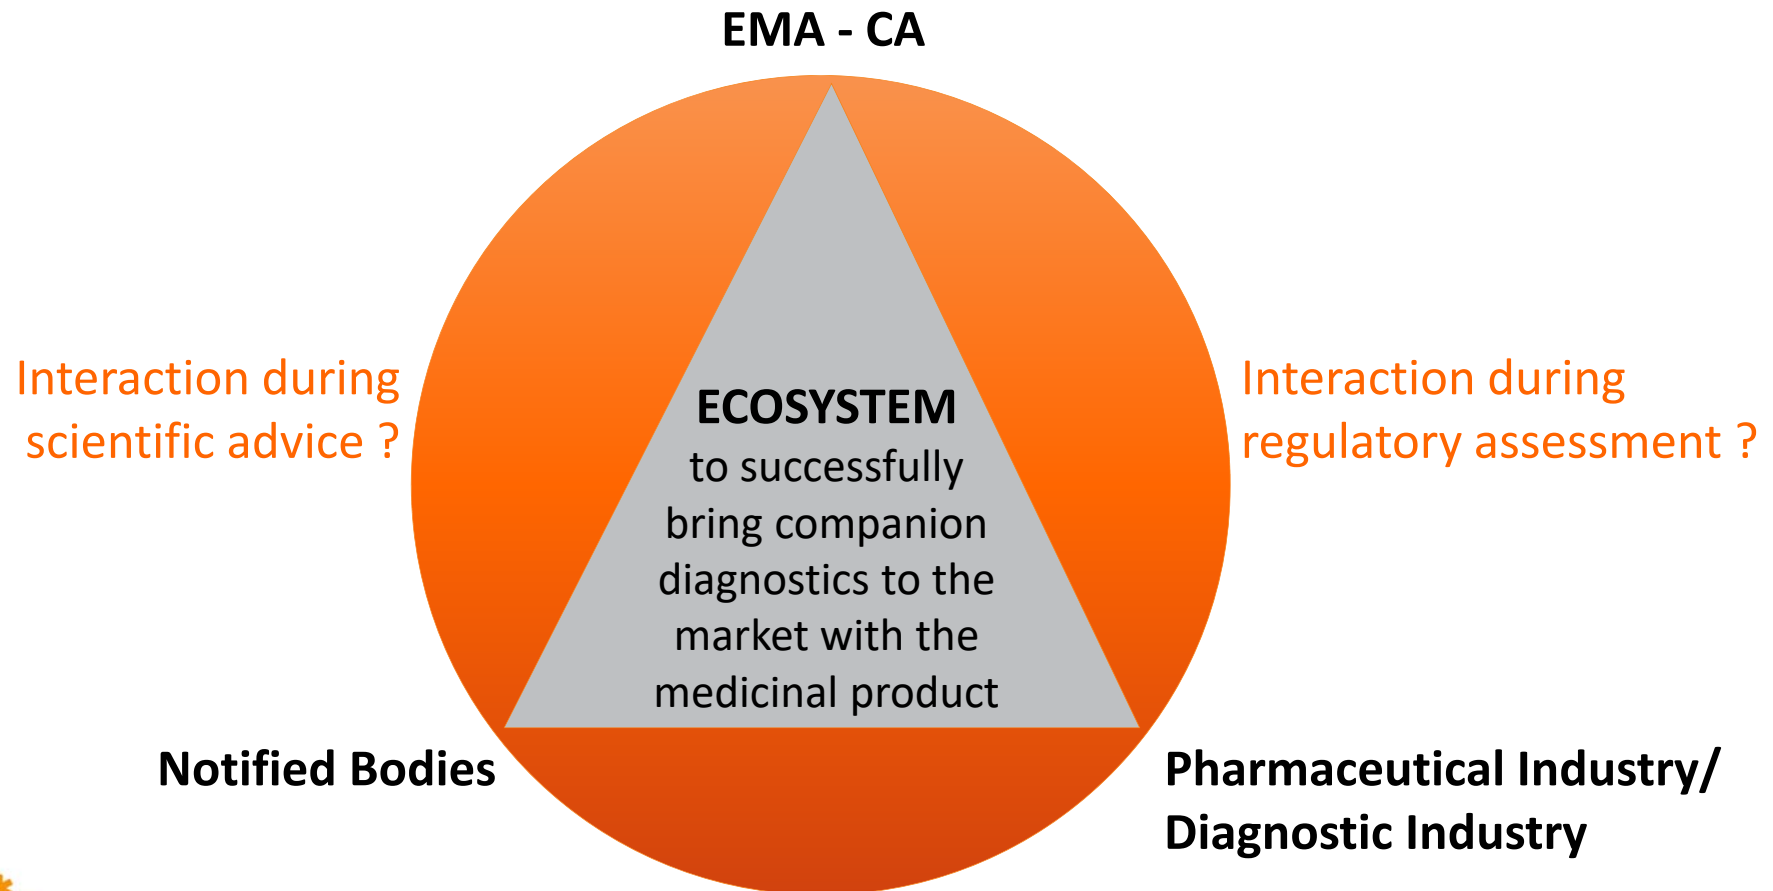 EMA - CA
Interaction during
scientific advice ?
ECOSYSTEM
to successfully
bring companion
diagnostics to the
market with the
medicinal product
Interaction during
regulatory assessment ?
Notified Bodies
Pharmaceutical Industry/
Diagnostic Industry